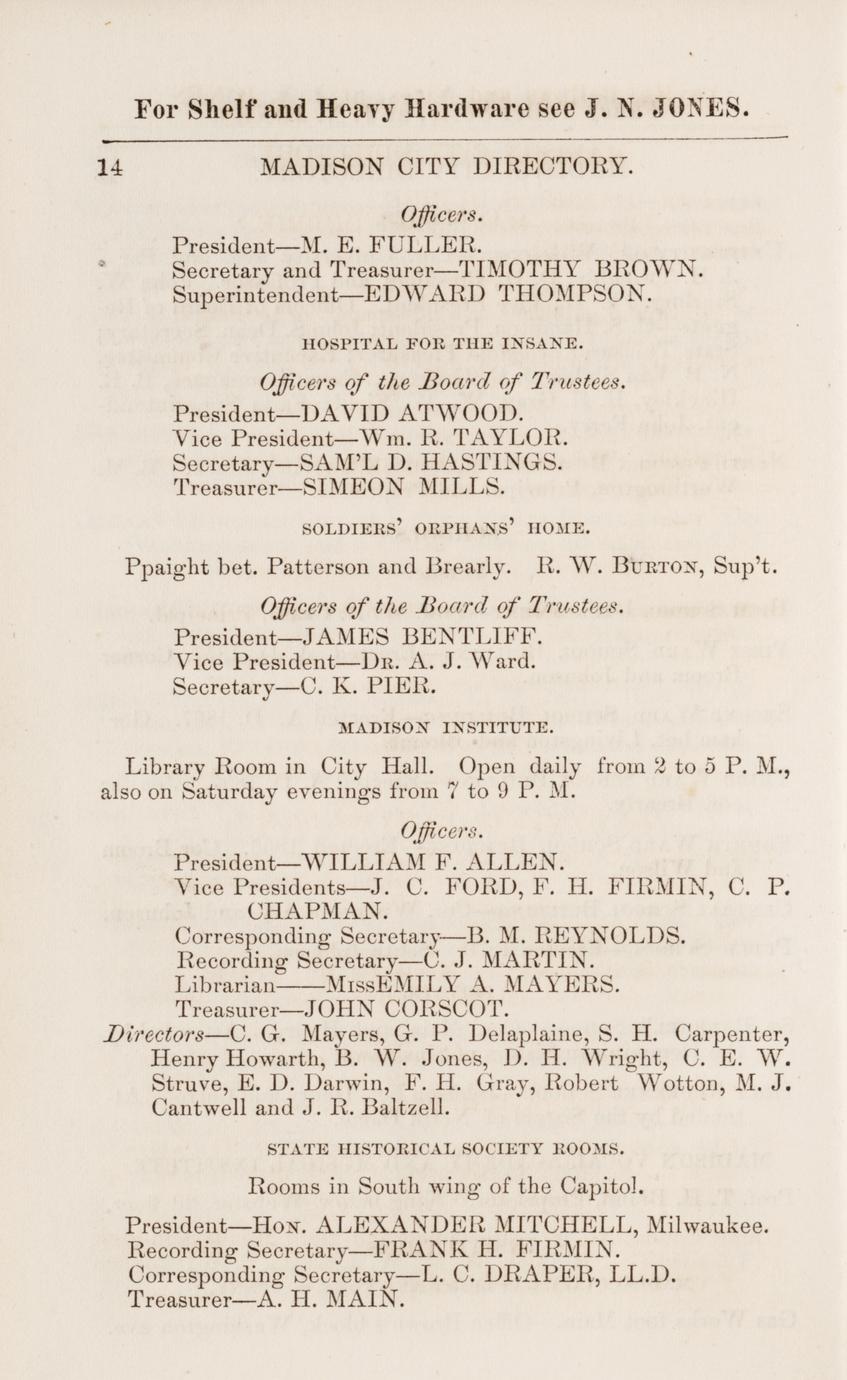 For Shelf and Heavy Hardware see J. N. JONES.
14 MADISON CITY DIRECTORY.
Officers.
President—M. E. FULLER.
Secretary and Treasurer—TIMOTHY BROWN.
Superintendent—EDWARD THOMPSON.
HOSPITAL FOR THE INSANE.
Officers of the Board of Trustees.
President—DAVID ATWOOD.
Vice President—Wm. R. TAYLOR.
Secretary—SAM'L D. HASTINGS.
Treasurer—SIMEON MILLS.
SOLDIERS' ORPHANS' HOME.
Ppaight bet. Patterson and Brearly. R. W. BURTON, Sup't.
Officers of the Board of Trustees.
President—JAMES BENTLIFF.
Vice President—DR. A. J. Ward.
Secretary—C. K. PIER.
MADISON INSTITUTE.
Library Room in City Hall. Open daily from 2 to 5 P. M.,
also on Saturday evenings from 7 to 9 P. M.
Officers.
President—WILLIAM F. ALLEN.
Vice Presidents—J. C. FORD, F. H. FIRMIN, C. P.
CHAPMAN.
Corresponding Secretary—B. M. REYNOLDS.
Recording Secretary—C. J. MARTIN.
Librarian——MissEMILY A. MAYERS.
Treasurer—JOHN CORSCOT.
Directors—C. G. Mayers, G. P. Delaplaine, S. H. Carpenter,
Henry Howarth, B. W. Jones, D. H. Wright, C. E. W.
Struve, E. D. Darwin, F. H. Gray, Robert Wotton, M. J.
Cantwell and J. R. Baltzell.
STATE HISTORICAL SOCIETY ROOMS.
Rooms in South wing of the Capitol.
President—HON. ALEXANDER MITCHELL, Milwaukee.
Recording Secretary—FRANK H. FIRMIN.
Corresponding Secretary—L. C. DRAPER, LL.D.
Treasurer—A. H. MAIN.